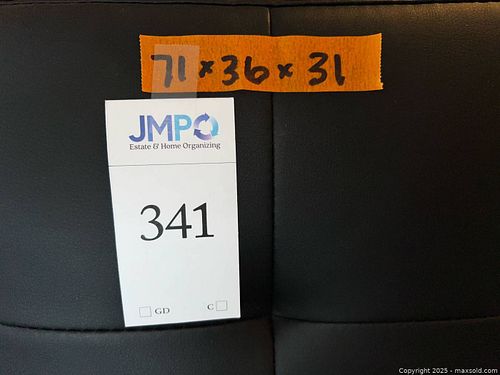 71 x 36 x 31
JMPO
Estate & Home Organizing
341
GD C
Copyright 2025 - maxsold.com